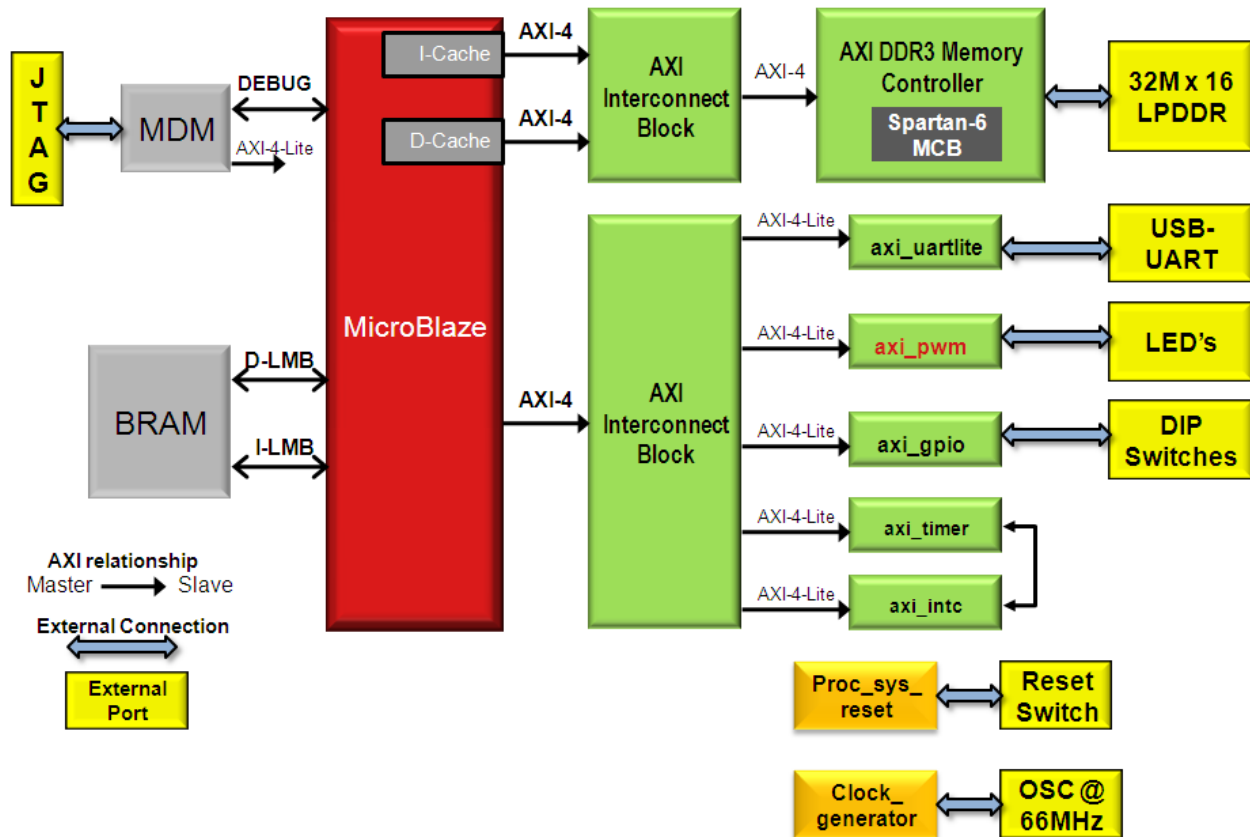 J
T
A
G
MDM
DEBUG
AXI-4-Lite
BRAM
D-LMB
I-LMB
MicroBlaze
I-Cache
D-Cache
AXI-4
AXI-4
AXI-4
AXI
Interconnect
Block
AXI-4
AXI DDR3 Memory
Controller
Spartan-6
MCB
32M x 16
LPDDR
AXI
Interconnect
Block
AXI-4-Lite
axi_uartlite
USB-
UART
AXI-4-Lite
axi_pwm
LED's
AXI-4-Lite
axi_gpio
DIP
Switches
AXI-4-Lite
axi_timer
AXI-4-Lite
axi_intc
AXI relationship
Master
Slave
External Connection
External
Port
Proc_sys_
reset
Reset
Switch
Clock_
generator
OSC @
66MHz